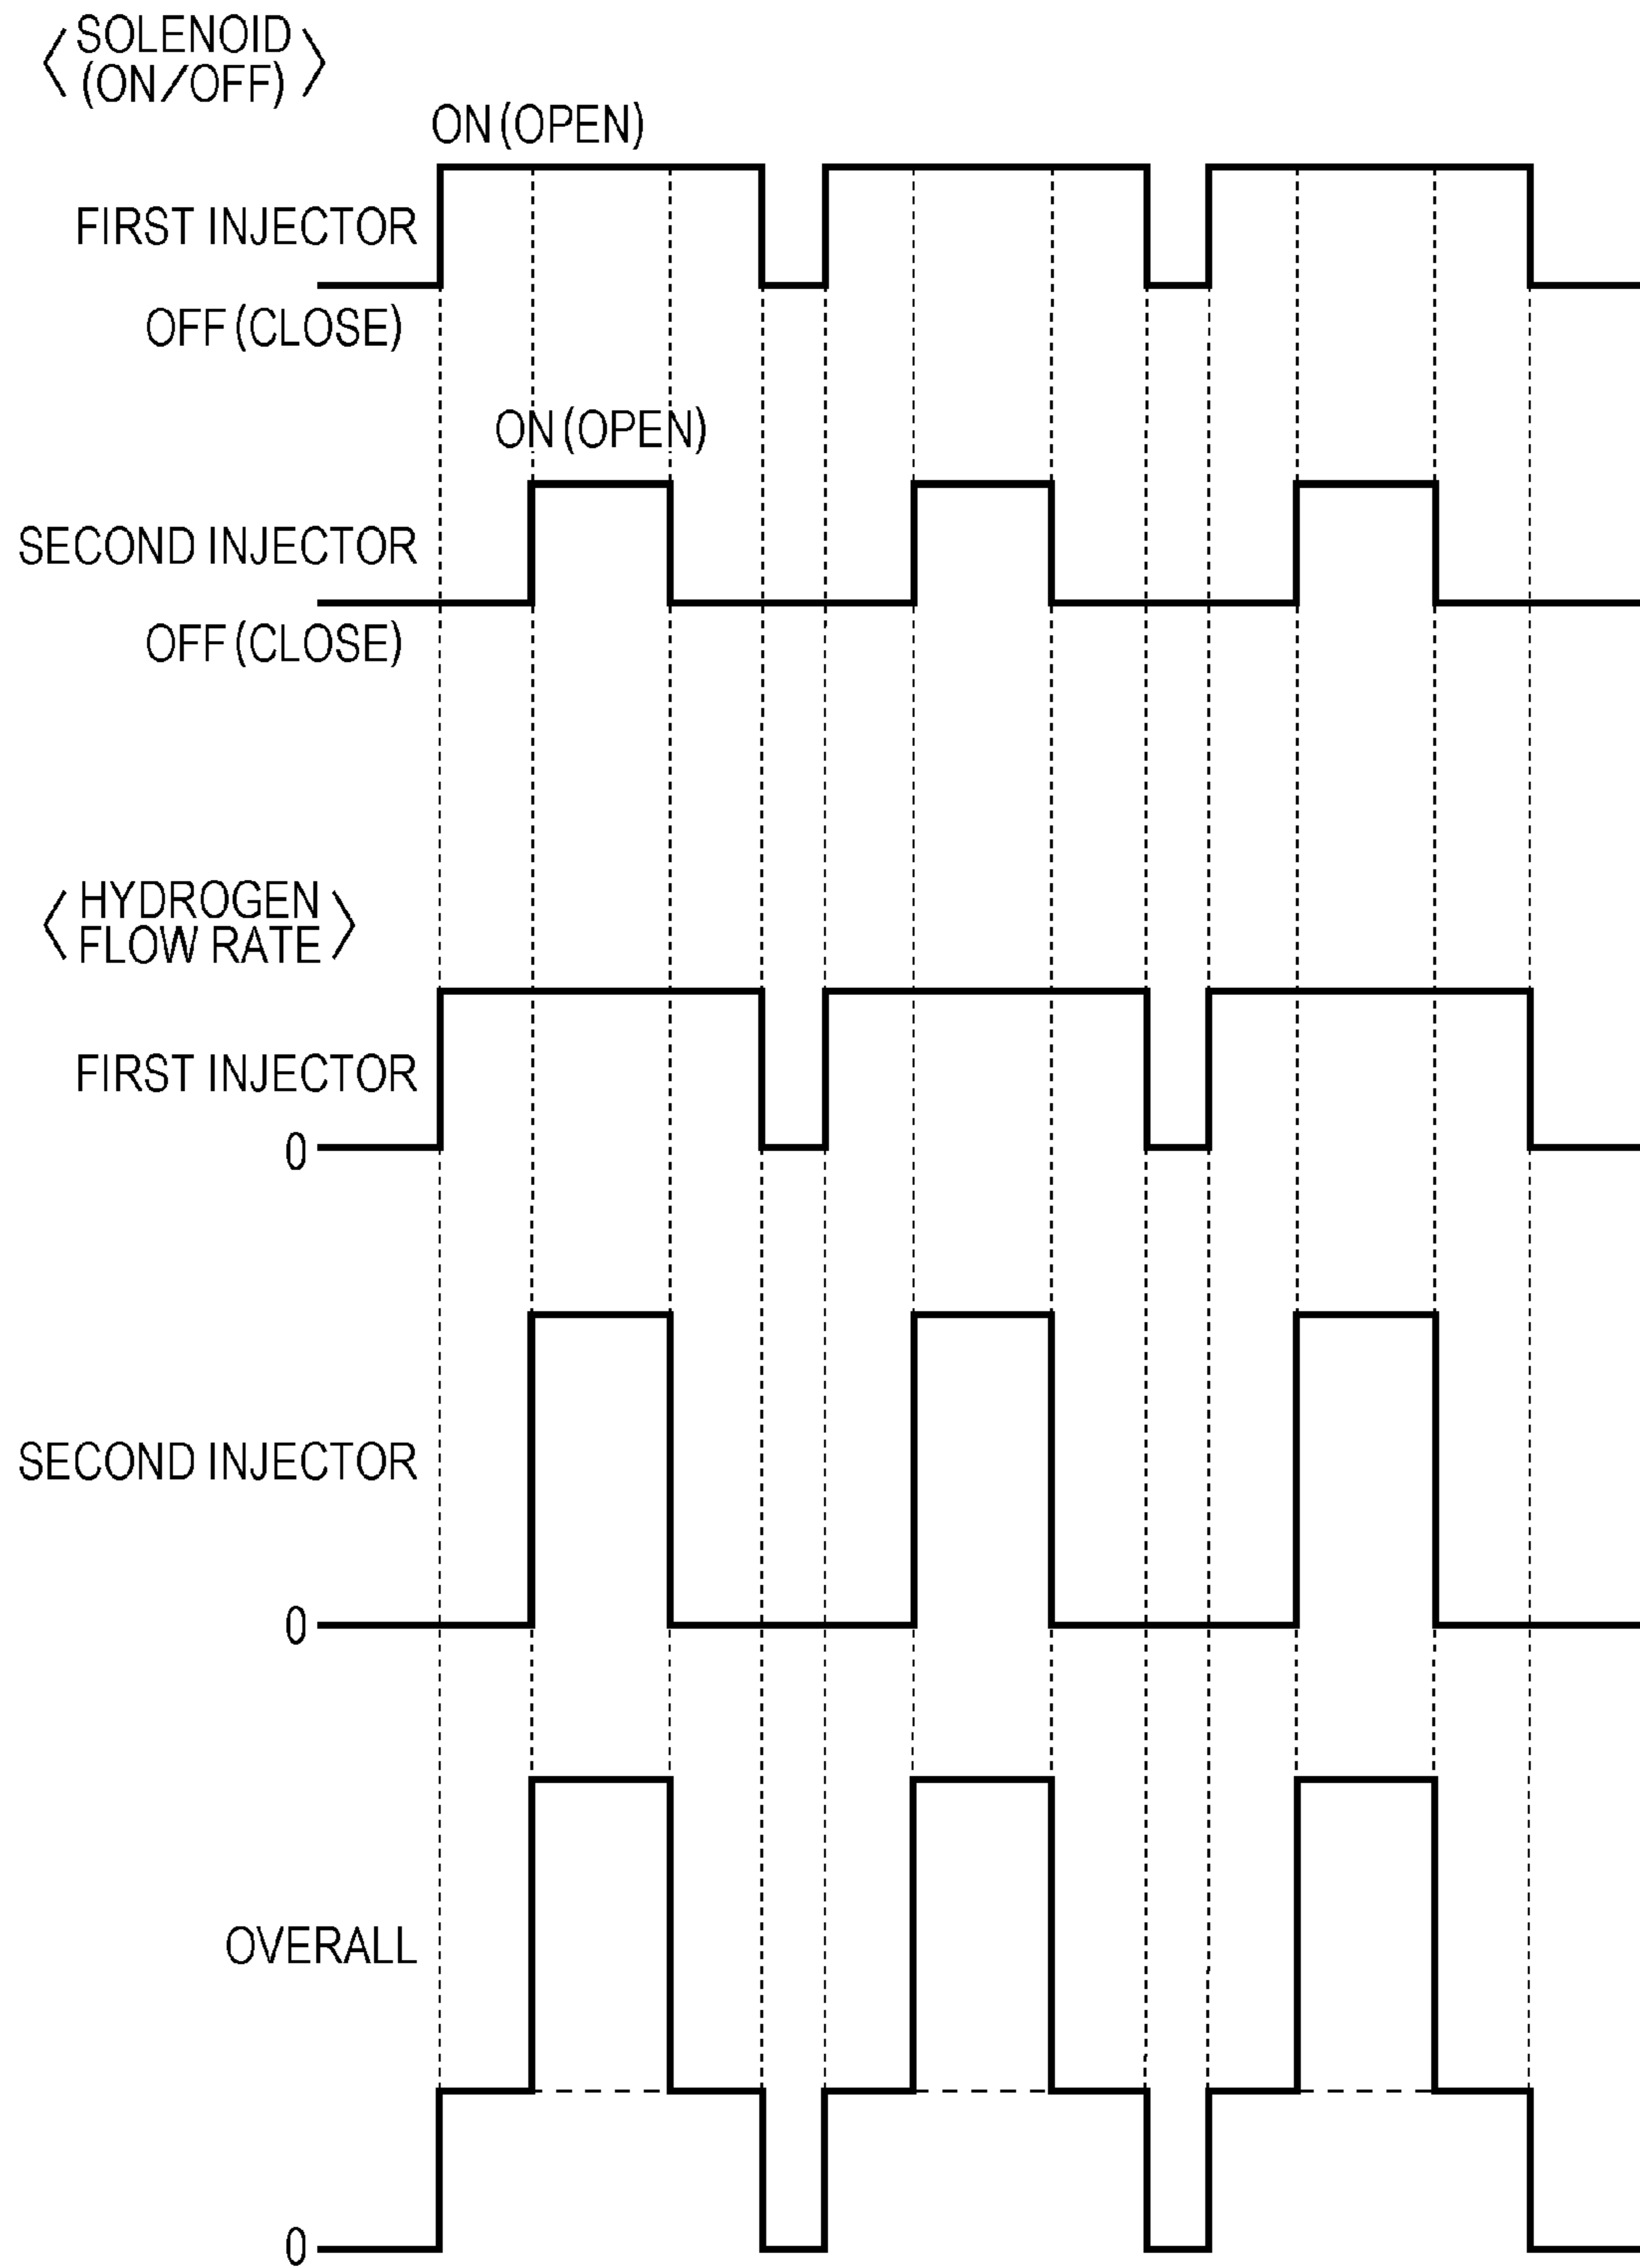 〈 SOLENOID
(ON/OFF) 〉
ON(OPEN)
FIRST INJECTOR
OFF(CLOSE)
ON(OPEN)
SECOND INJECTOR
OFF(CLOSE)
〈 HYDROGEN
FLOW RATE 〉
FIRST INJECTOR
0
SECOND INJECTOR
0
OVERALL
0